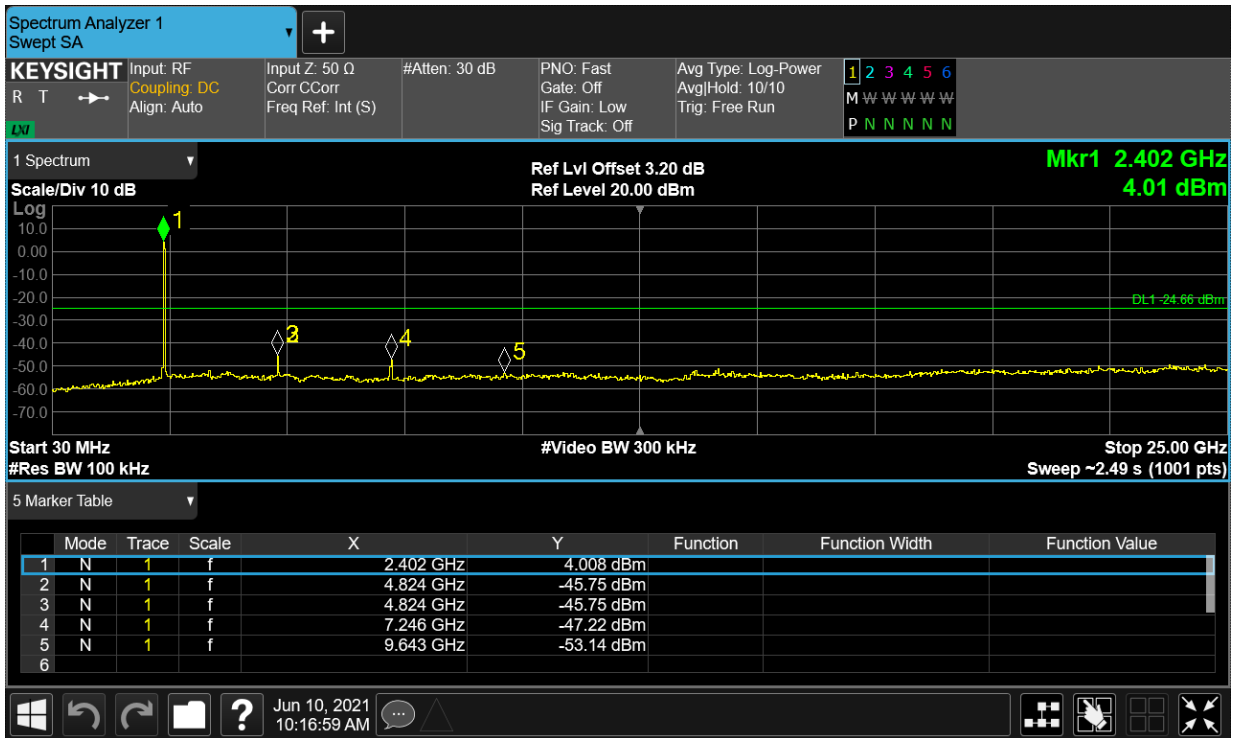 Spectrum Analyzer 1
Swept SA
▼
+
KEYSIGHT
R T
LXI
Input: RF
Coupling: DC
Align: Auto
Input Z: 50 Ω
Corr CCorr
Freq Ref: Int (S)
#Atten: 30 dB
PNO: Fast
Gate: Off
IF Gain: Low
Sig Track: Off
Avg Type: Log-Power
Avg|Hold: 10/10
Trig: Free Run
1 2 3 4 5 6
M W W W W W
P N N N N N
1 Spectrum ▼
Scale/Div 10 dB
Ref Lvl Offset 3.20 dB
Ref Level 20.00 dBm
Mkr1 2.402 GHz
4.01 dBm
Log
10.0
0.00
-10.0
-20.0
-30.0
-40.0
-50.0
-60.0
-70.0
1
DL1 -24.66 dBm
2
3
4
5
Start 30 MHz
#Res BW 100 kHz
#Video BW 300 kHz
Stop 25.00 GHz
Sweep ~2.49 s (1001 pts)
5 Marker Table ▼
Mode Trace Scale X Y Function Function Width Function Value
1 N 1 f 2.402 GHz 4.008 dBm
2 N 1 f 4.824 GHz -45.75 dBm
3 N 1 f 4.824 GHz -45.75 dBm
4 N 1 f 7.246 GHz -47.22 dBm
5 N 1 f 9.643 GHz -53.14 dBm
6
?
Jun 10, 2021
10:16:59 AM